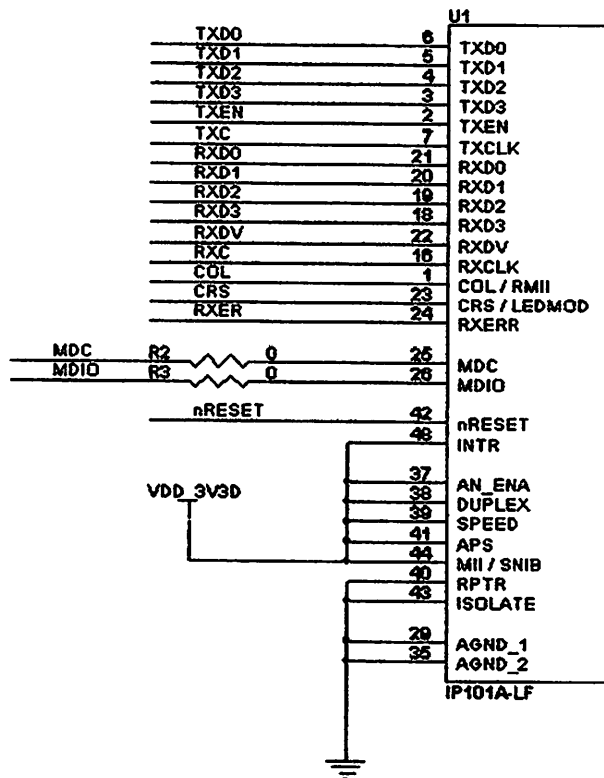 U1
TXD0 6 TXD0
TXD1 5 TXD1
TXD2 4 TXD2
TXD3 3 TXD3
TXEN 2 TXEN
TXC 7 TXCLK
RXD0 21 RXD0
RXD1 20 RXD1
RXD2 19 RXD2
RXD3 18 RXD3
RXDV 22 RXDV
RXC 16 RXCLK
COL 1 COL / RMII
CRS 23 CRS / LEDMOD
RXER 24 RXERR
MDC R2 0 25 MDC
MDIO R3 0 26 MDIO
nRESET 42 nRESET
48 INTR
37 AN_ENA
VDD_3V3D 38 DUPLEX
39 SPEED
41 APS
44 MII / SNIB
40 RPTR
43 ISOLATE
29 AGND_1
35 AGND_2
IP101A-LF